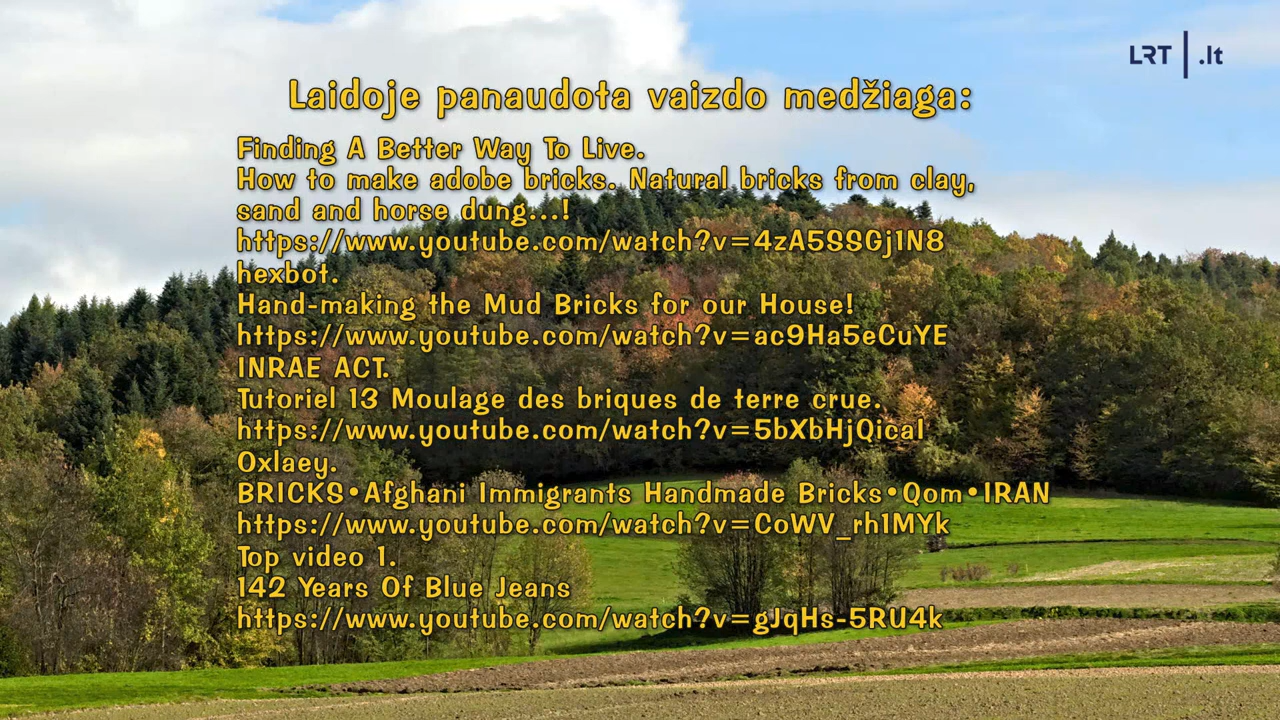 LRT | .lt
Laidoje panaudota vaizdo medžiaga:
Finding A Better Way To Live.
How to make adobe bricks. Natural bricks from clay,
sand and horse dung...!
https://www.youtube.com/watch?v=4zA5SSGj1N8
hexbot.
Hand-making the Mud Bricks for our House!
https://www.youtube.com/watch?v=ac9Ha5eCuYE
INRAE ACT.
Tutoriel 13 Moulage des briques de terre crue.
https://www.youtube.com/watch?v=5bXbHjQicaI
Oxlaey.
BRICKS•Afghani Immigrants Handmade Bricks•Qom•IRAN
https://www.youtube.com/watch?v=CoWV_rh1MYk
Top video 1.
142 Years Of Blue Jeans
https://www.youtube.com/watch?v=gJqHs-5RU4k